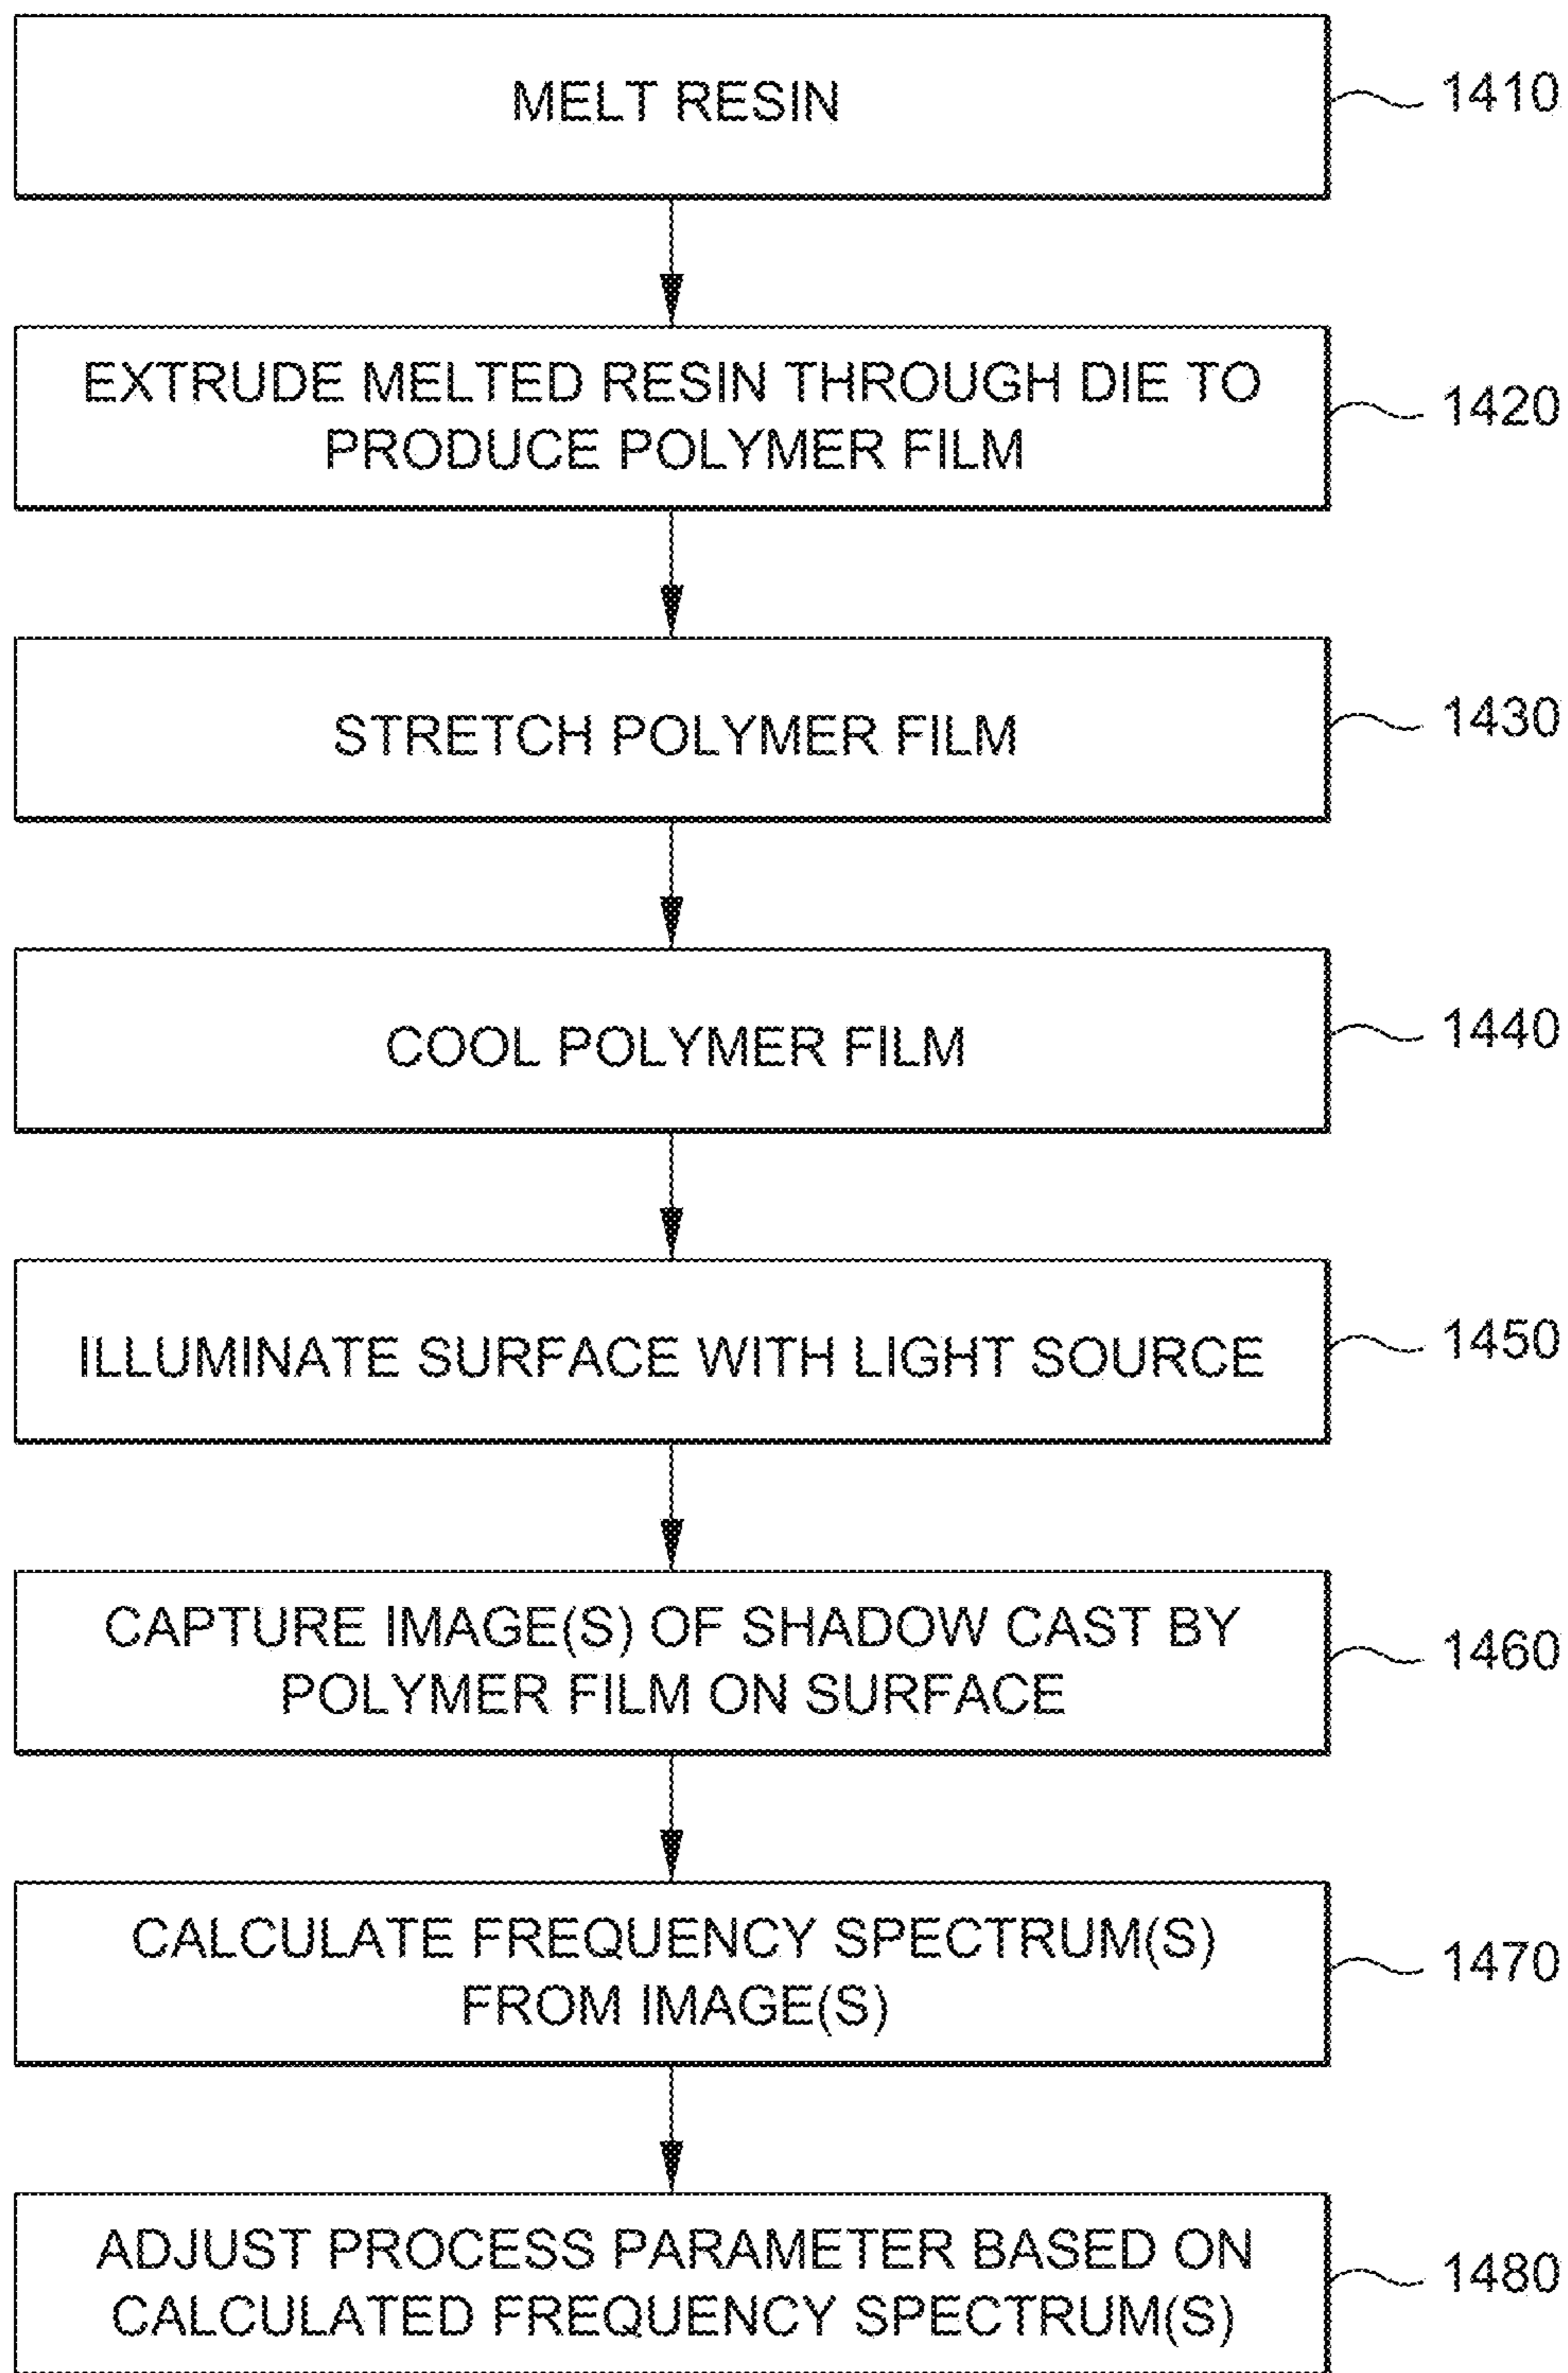 MELT RESIN
1410
EXTRUDE MELTED RESIN THROUGH DIE TO
PRODUCE POLYMER FILM
1420
STRETCH POLYMER FILM
1430
COOL POLYMER FILM
1440
ILLUMINATE SURFACE WITH LIGHT SOURCE
1450
CAPTURE IMAGE(S) OF SHADOW CAST BY
POLYMER FILM ON SURFACE
1460
CALCULATE FREQUENCY SPECTRUM(S)
FROM IMAGE(S)
1470
ADJUST PROCESS PARAMETER BASED ON
CALCULATED FREQUENCY SPECTRUM(S)
1480